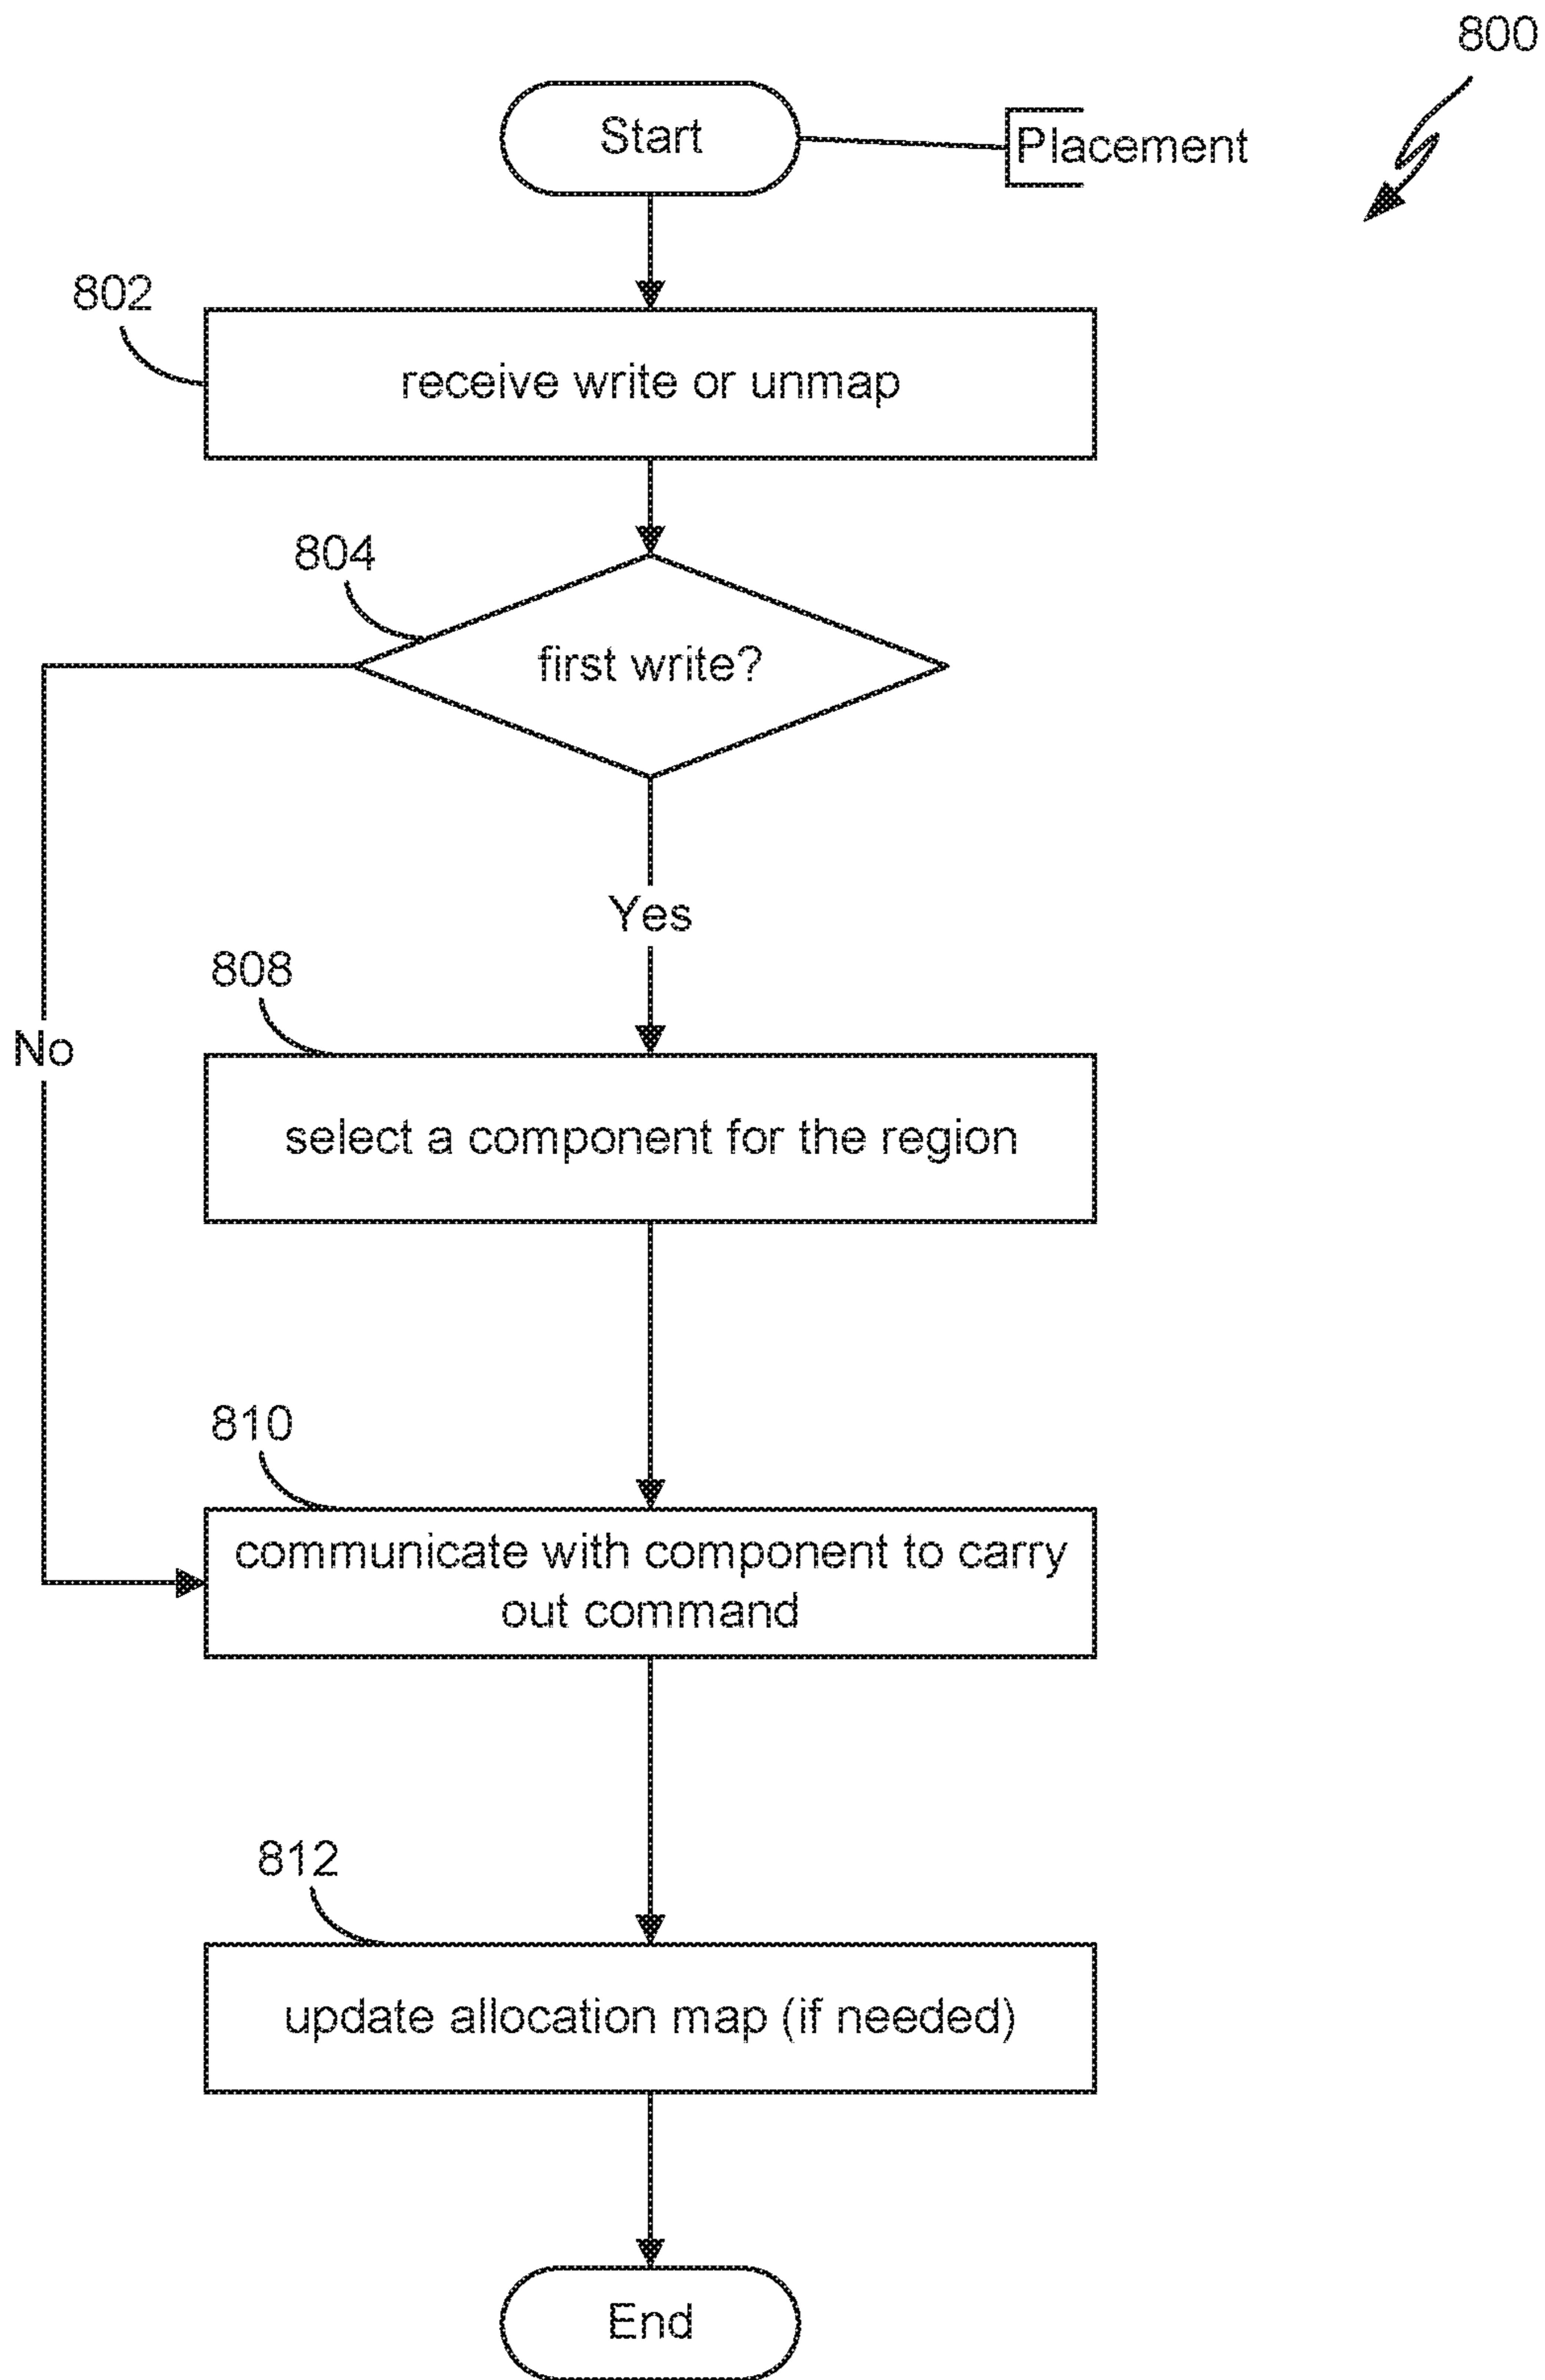 800
Start
Placement
802
receive write or unmap
804
first write?
Yes
808
No
select a component for the region
810
communicate with component to carry
out command
812
update allocation map (if needed)
End